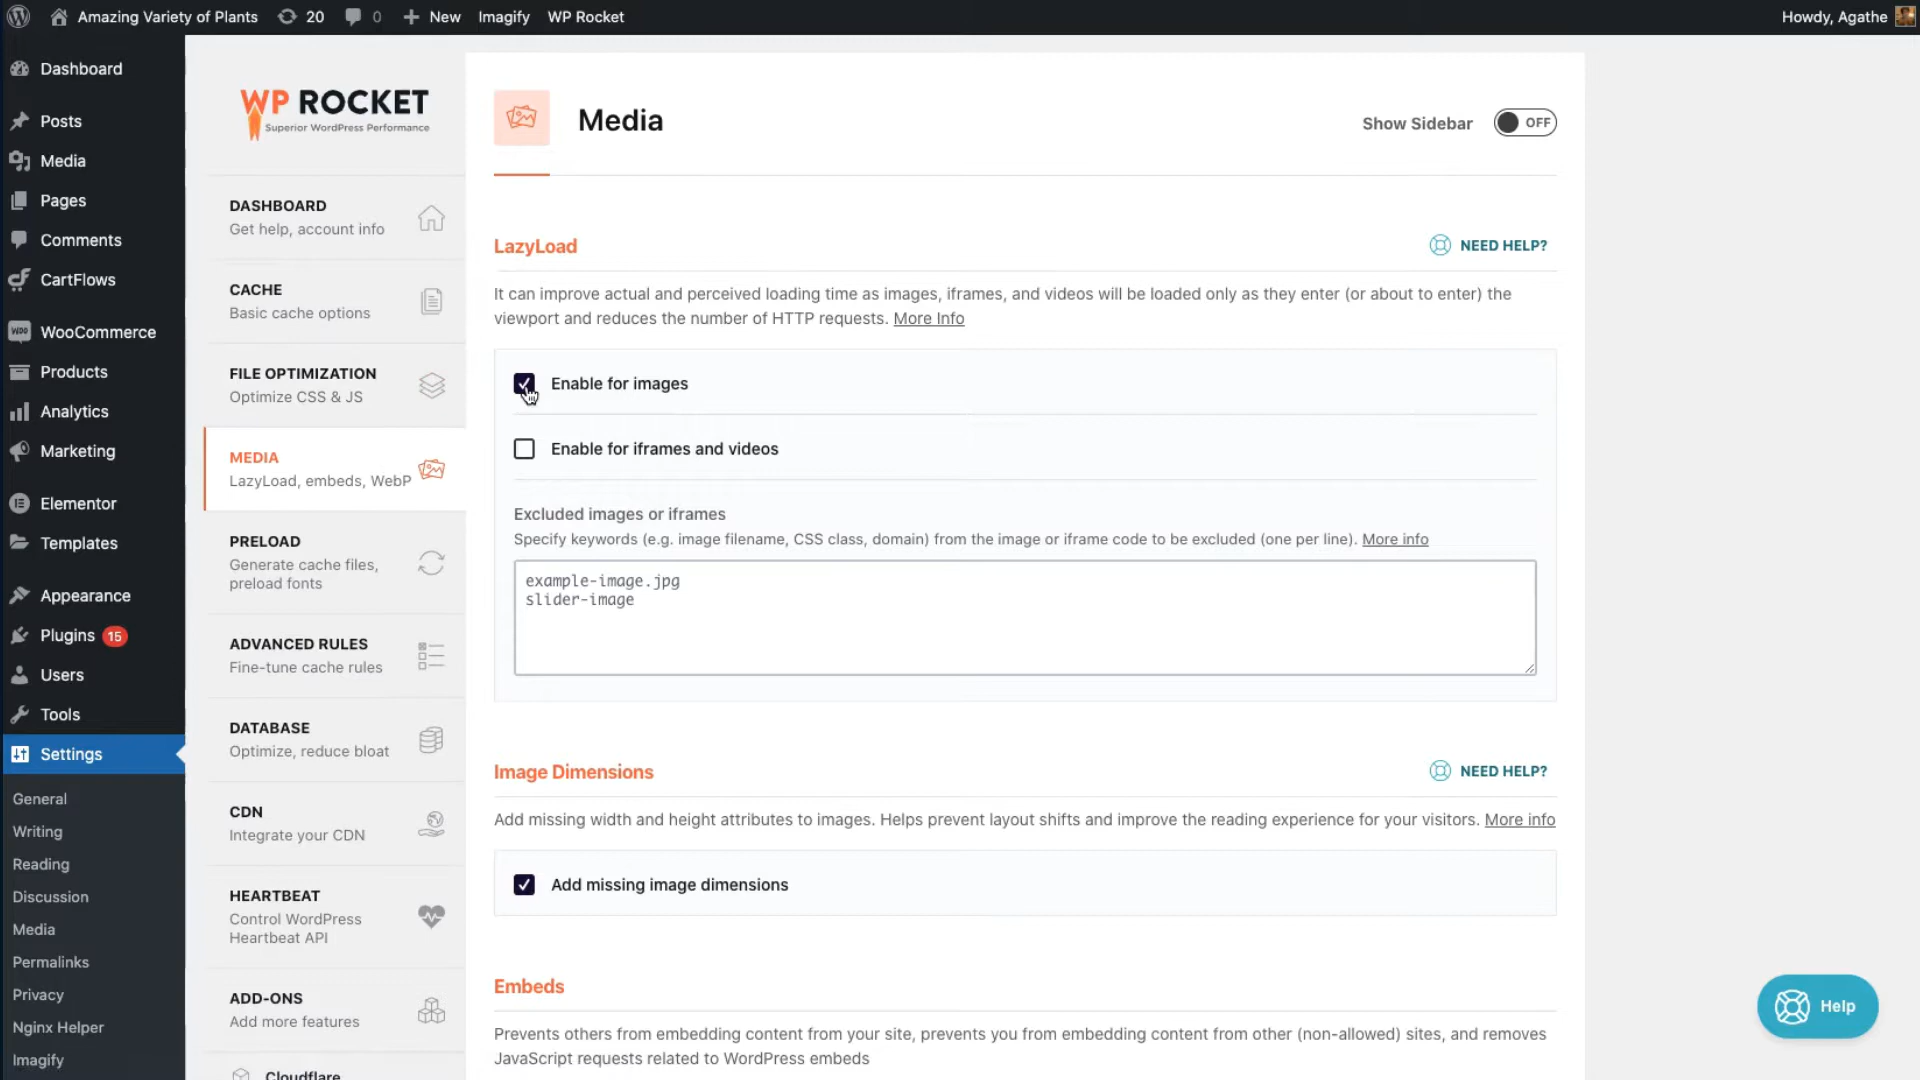 Amazing Variety of Plants 20 0 New Imagify WP Rocket Howdy, Agathe
Dashboard
Posts
Media
Pages
Comments
CartFlows
WooCommerce
Products
Analytics
Marketing
Elementor
Templates
Appearance
Plugins 15
Users
Tools
Settings
General
Writing
Reading
Discussion
Media
Permalinks
Privacy
Nginx Helper
Imagify
WP ROCKET
Superior WordPress Performance
DASHBOARD
Get help, account info
CACHE
Basic cache options
FILE OPTIMIZATION
Optimize CSS & JS
MEDIA
LazyLoad, embeds, WebP
PRELOAD
Generate cache files,
preload fonts
ADVANCED RULES
Fine-tune cache rules
DATABASE
Optimize, reduce bloat
CDN
Integrate your CDN
HEARTBEAT
Control WordPress
Heartbeat API
ADD-ONS
Add more features
Cloudflare
Media
Show Sidebar OFF
LazyLoad NEED HELP?
It can improve actual and perceived loading time as images, iframes, and videos will be loaded only as they enter (or about to enter) the
viewport and reduces the number of HTTP requests. More Info
Enable for images
Enable for iframes and videos
Excluded images or iframes
Specify keywords (e.g. image filename, CSS class, domain) from the image or iframe code to be excluded (one per line). More info
example-image.jpg
slider-image
Image Dimensions NEED HELP?
Add missing width and height attributes to images. Helps prevent layout shifts and improve the reading experience for your visitors. More info
Add missing image dimensions
Embeds
Prevents others from embedding content from your site, prevents you from embedding content from other (non-allowed) sites, and removes
JavaScript requests related to WordPress embeds
Help